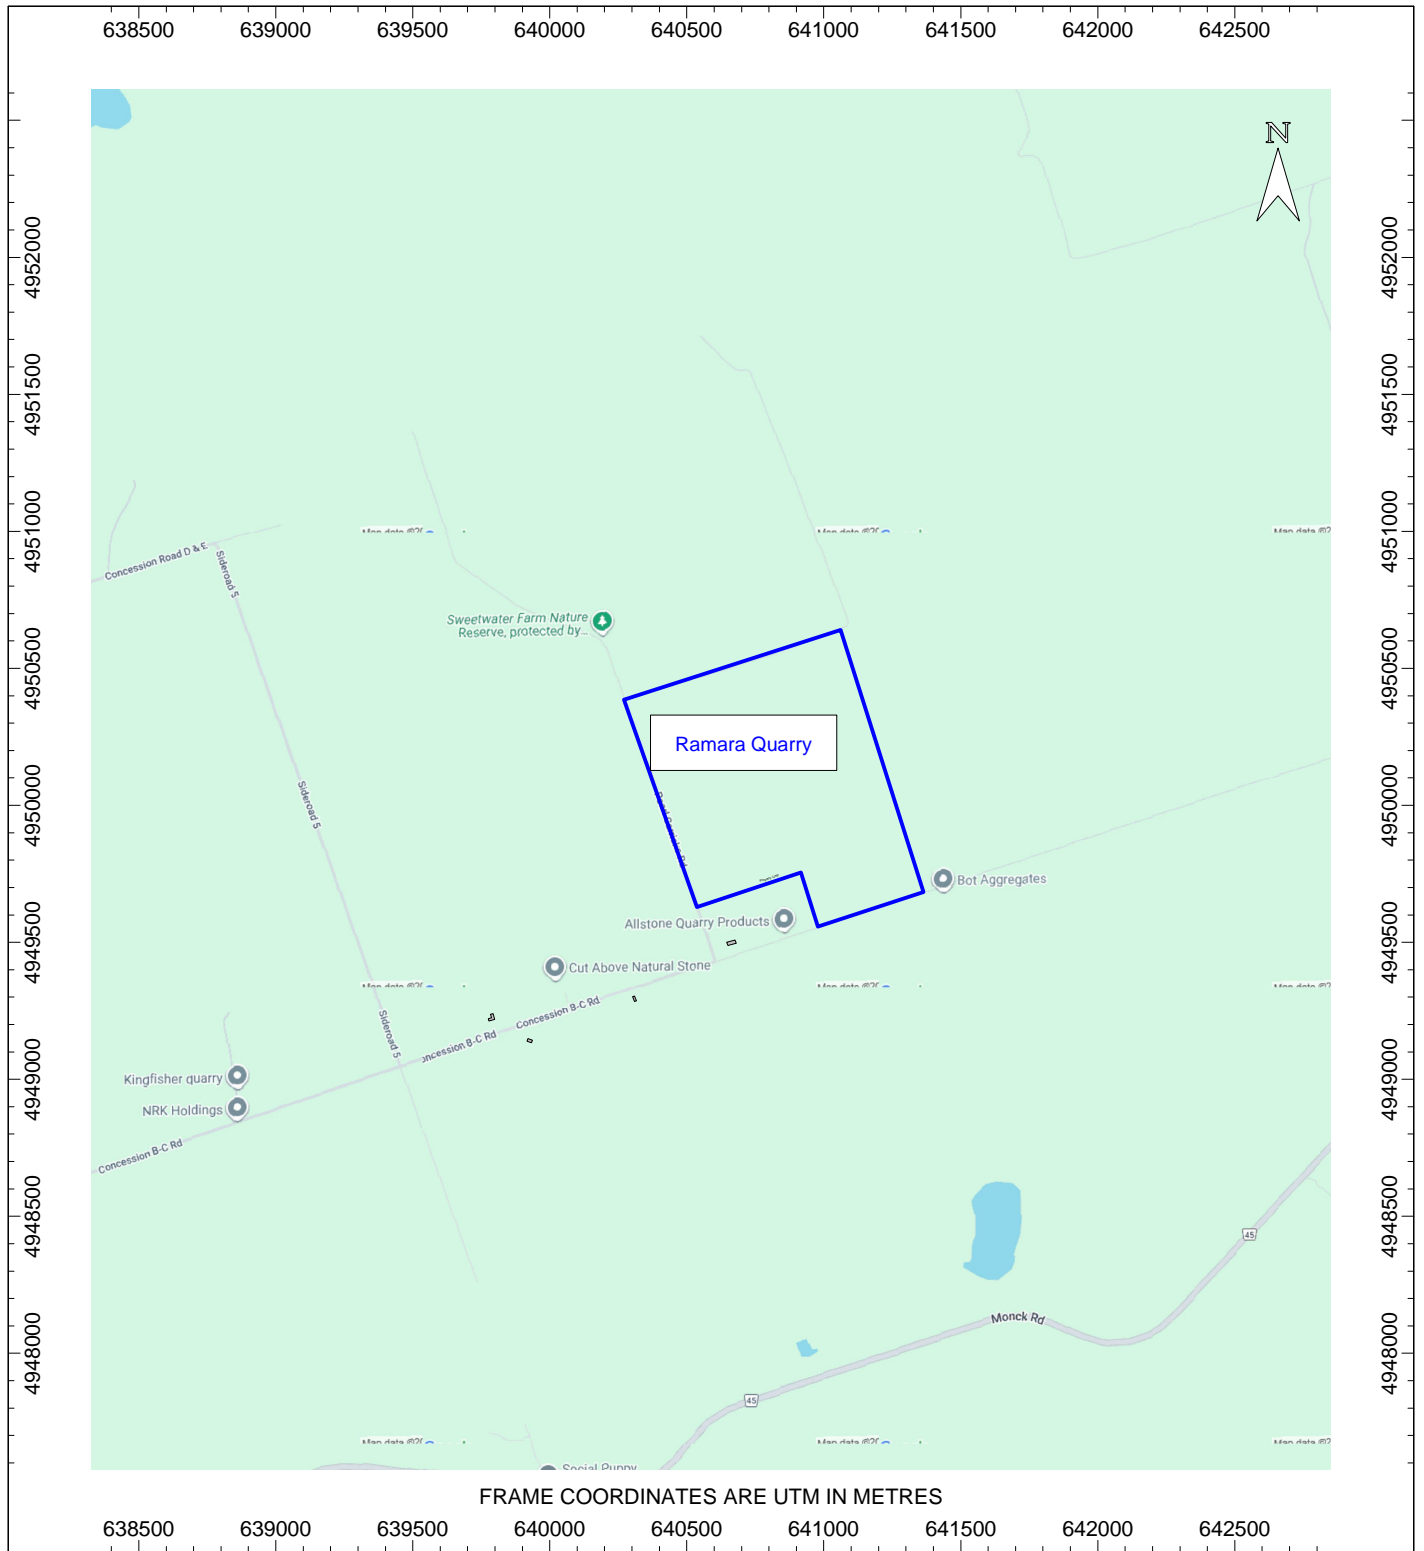 638500 639000 639500 640000 640500 641000 641500 642000 642500
N
4952000
4952000
4951500
4951500
4951000
4951000
Concession Road D & E
Sideroad 5
Sweetwater Farm Nature
Reserve, protected by...
4950500
4950500
Ramara Quarry
4950000
4950000
Sideroad 5
Bot Aggregates
Allstone Quarry Products
4949500
4949500
Cut Above Natural Stone
Concession B-C Rd
Sideroad 5
oncession B-C Rd
4949000
4949000
Kingfisher quarry
NRK Holdings
Concession B-C Rd
4948500
4948500
45
Monck Rd
4948000
4948000
45
Social Puppy
FRAME COORDINATES ARE UTM IN METRES
638500 639000 639500 640000 640500 641000 641500 642000 642500